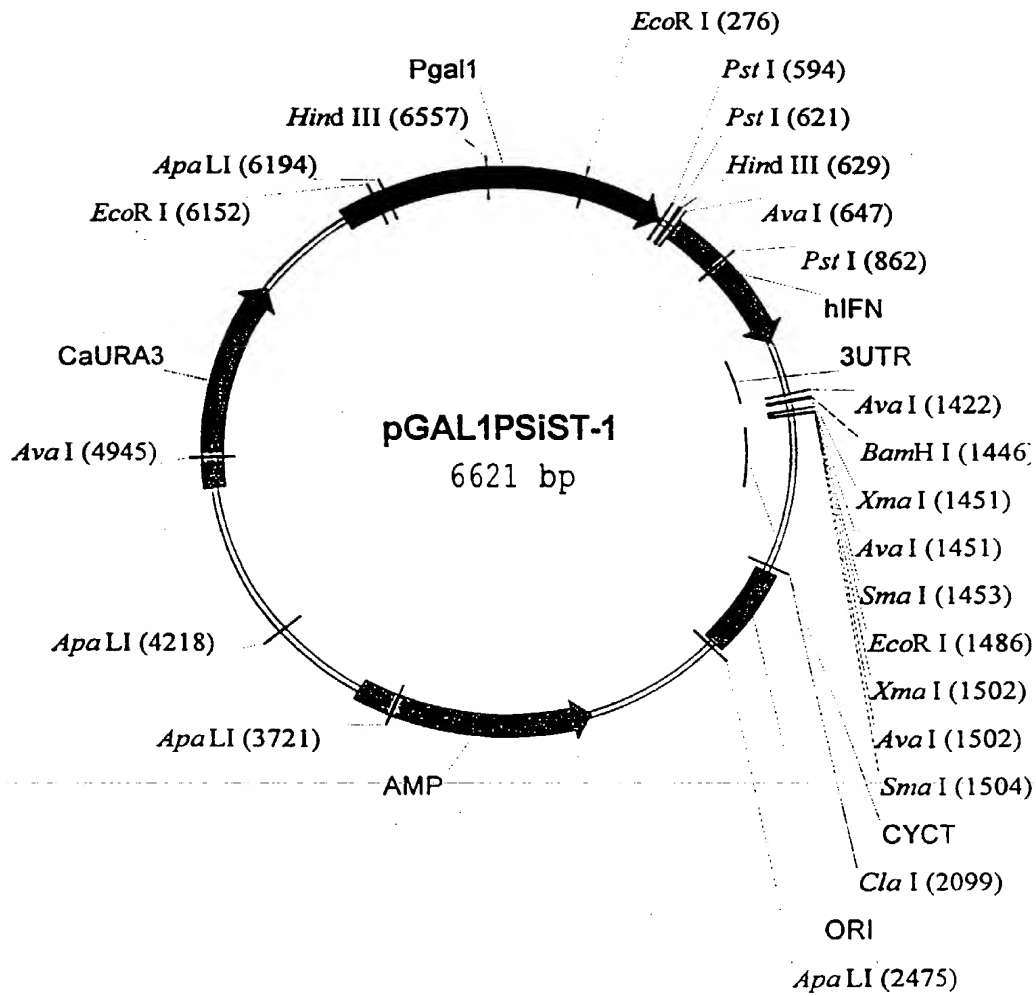 EcoR I (276)
Pgal1
Pst I (594)
Hind III (6557)
Pst I (621)
ApaLI (6194)
Hind III (629)
EcoR I (6152)
Ava I (647)
Pst I (862)
hIFN
CaURA3
3UTR
pGAL1PSiST-1
6621 bp
Ava I (1422)
Ava I (4945)
BamH I (1446)
Xma I (1451)
Ava I (1451)
Sma I (1453)
ApaLI (4218)
EcoR I (1486)
Xma I (1502)
ApaLI (3721)
Ava I (1502)
AMP
Sma I (1504)
CYCT
Cla I (2099)
ORI
ApaLI (2475)